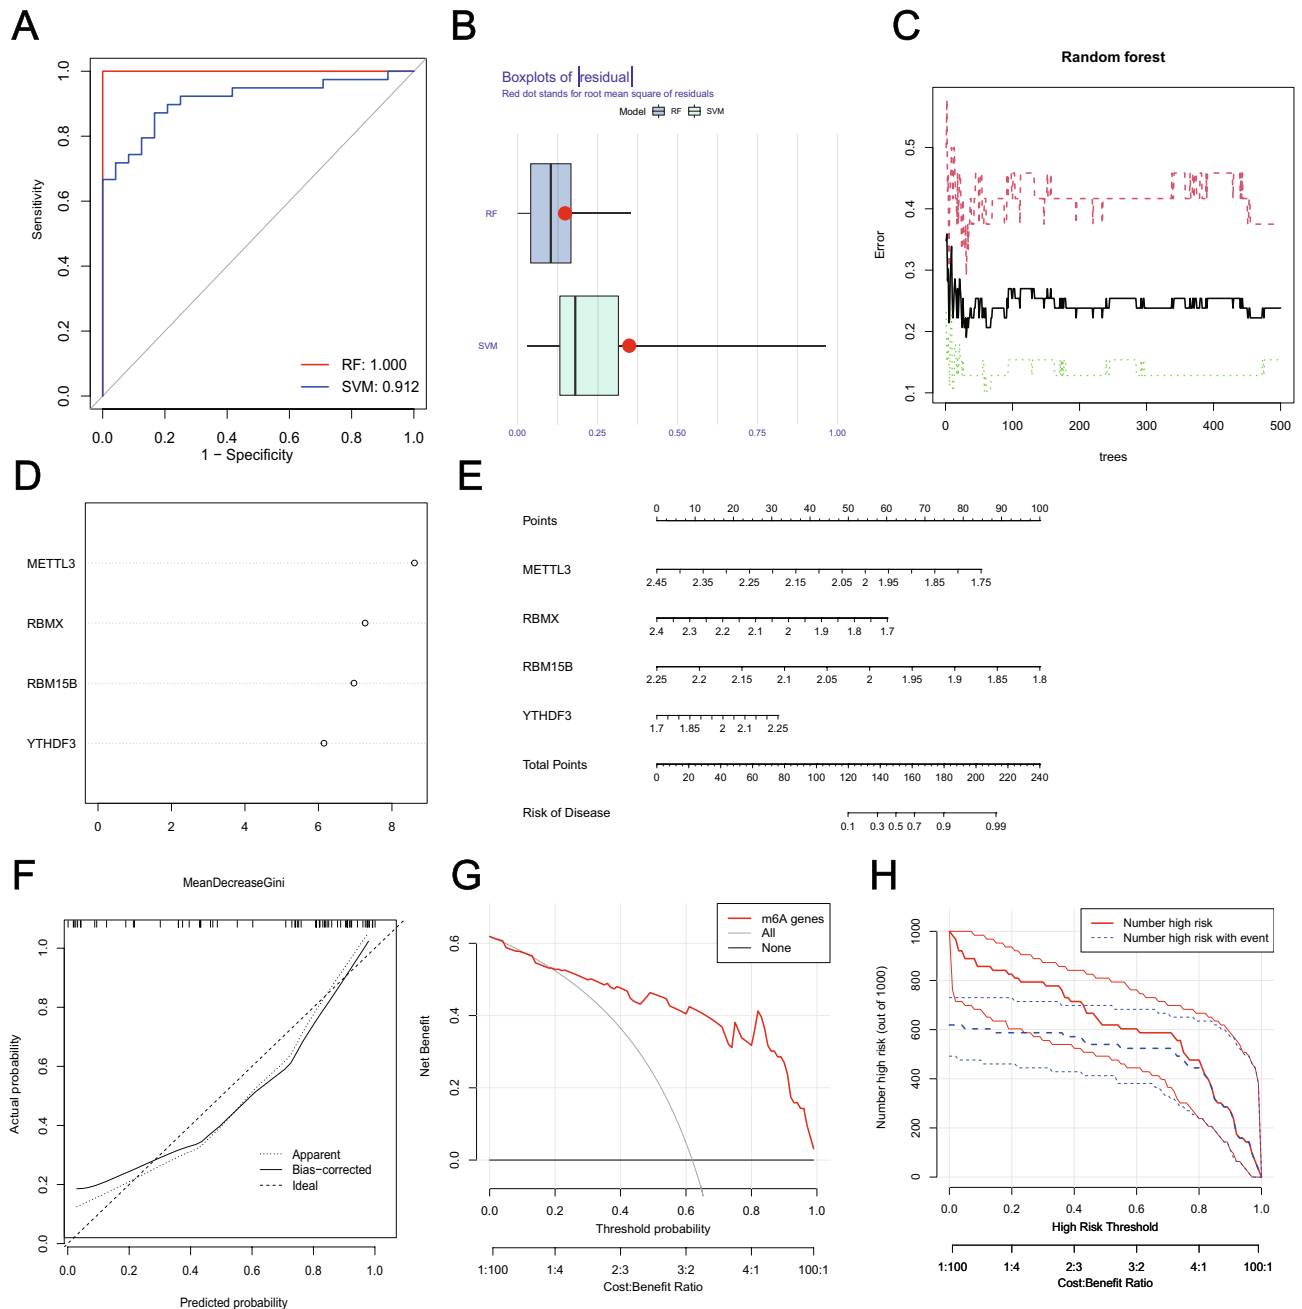 A
Sensitivity
0.0 0.2 0.4 0.6 0.8 1.0
RF: 1.000
SVM: 0.912
0.0 0.2 0.4 0.6 0.8 1.0
1 − Specificity
B
Boxplots of |residual|
Red dot stands for root mean square of residuals
Model RF SVM
RF
SVM
0.00 0.25 0.50 0.75 1.00
C
Random forest
Error
0.1 0.2 0.3 0.4 0.5
0 100 200 300 400 500
trees
D
METTL3
RBMX
RBM15B
YTHDF3
0 2 4 6 8
MeanDecreaseGini
E
Points
0 10 20 30 40 50 60 70 80 90 100
METTL3
2.45 2.35 2.25 2.15 2.05 2 1.95 1.85 1.75
RBMX
2.4 2.3 2.2 2.1 2 1.9 1.8 1.7
RBM15B
2.25 2.2 2.15 2.1 2.05 2 1.95 1.9 1.85 1.8
YTHDF3
1.7 1.85 2 2.1 2.25
Total Points
0 20 40 60 80 100 120 140 160 180 200 220 240
Risk of Disease
0.1 0.3 0.5 0.7 0.9 0.99
F
Actual probability
0.0 0.2 0.4 0.6 0.8 1.0
Apparent
Bias−corrected
Ideal
0.0 0.2 0.4 0.6 0.8 1.0
Predicted probability
G
Net Benefit
0.0 0.2 0.4 0.6
m6A genes
All
None
0.0 0.2 0.4 0.6 0.8 1.0
Threshold probability
1:100 1:4 2:3 3:2 4:1 100:1
Cost:Benefit Ratio
H
Number high risk (out of 1000)
0 200 400 600 800 1000
Number high risk
Number high risk with event
0.0 0.2 0.4 0.6 0.8 1.0
High Risk Threshold
1:100 1:4 2:3 3:2 4:1 100:1
Cost:Benefit Ratio